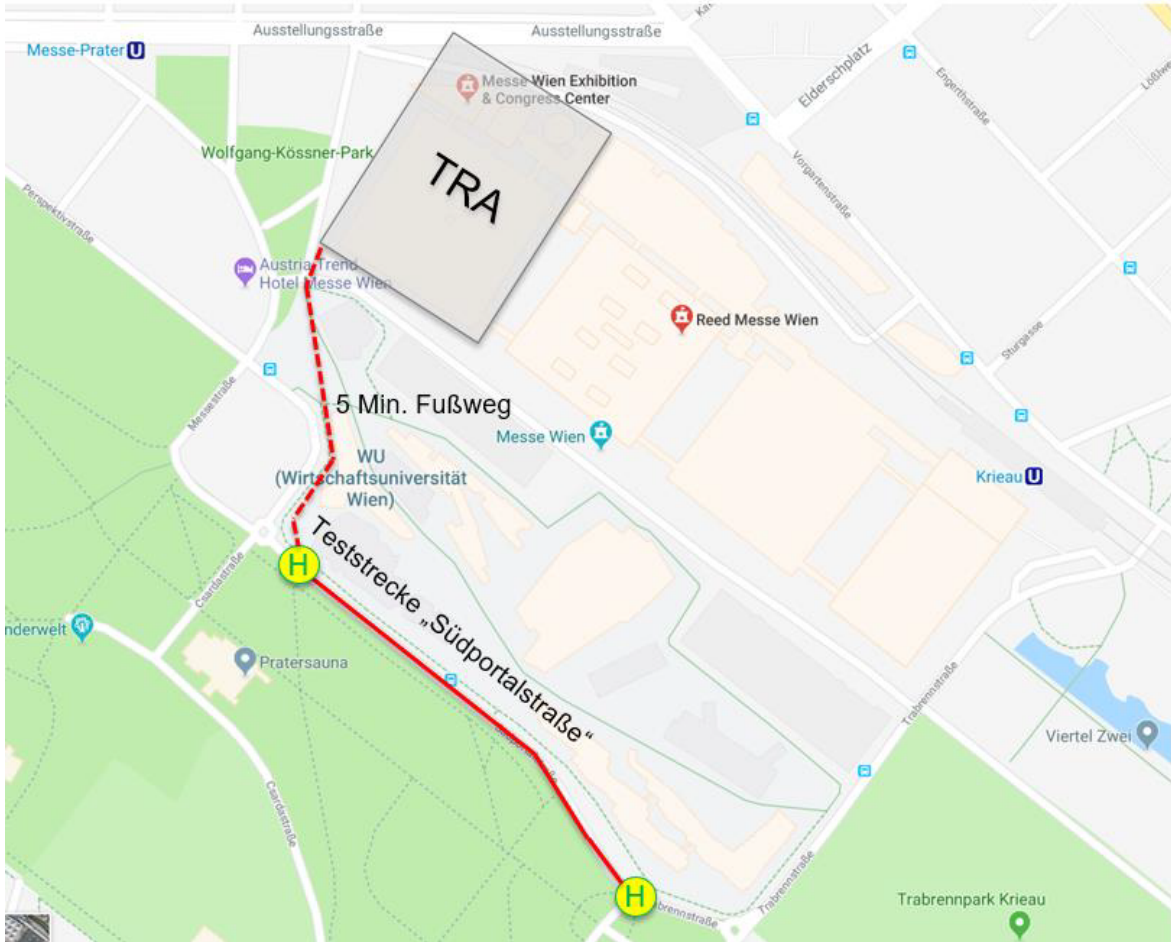 Ausstellungsstraße
Ausstellungsstraße
Messe-Prater U
Messe Wien Exhibition
& Congress Center
Elderschplatz
Engerthstraße
Wolfgang-Kössner-Park
TRA
Vorgartenstraße
Perspektivstraße
Austria Trend
Hotel Messe Wien
Reed Messe Wien
Sturgasse
Messestraße
5 Min. Fußweg
Messe Wien
WU
(Wirtschaftsuniversität
Wien)
Krieau U
H
Teststrecke „Südportalstraße“
Csardastraße
nderwelt
Pratersauna
Trabrennstraße
Viertel Zwei
Csardastraße
H
Trabrennstraße
Trabrennpark Krieau